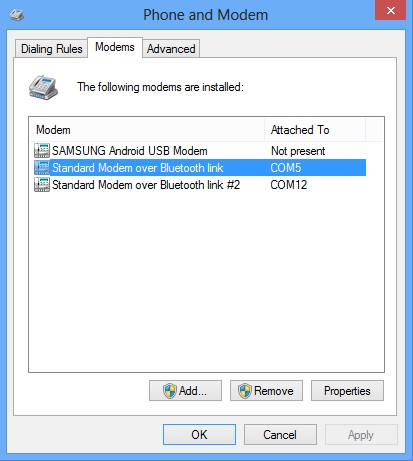 Phone and Modem
Dialing Rules Modems Advanced
The following modems are installed:
Modem Attached To
SAMSUNG Android USB Modem Not present
Standard Modem over Bluetooth link COM5
Standard Modem over Bluetooth link #2 COM12
Add... Remove Properties
OK Cancel Apply